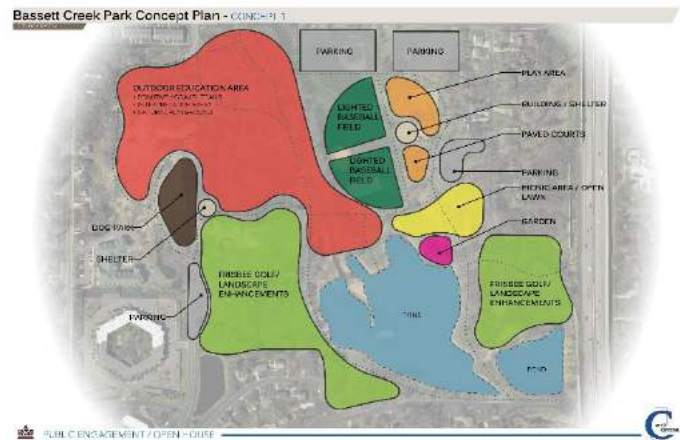 Bassett Creek Park Concept Plan - CONCEPT 1
PARKING
PARKING
OUTDOOR EDUCATION AREA
PLAY AREA
LIGHTED
BASEBALL
FIELD
BUILDING / SHELTER
PAVED COURTS
LIGHTED
BASEBALL
FIELD
PARKING
PICNIC AREA / OPEN
LAWN
GARDEN
DOG PARK
SHELTER
FRISBEE GOLF/
LANDSCAPE
ENHANCEMENTS
FRISBEE GOLF/
LANDSCAPE
ENHANCEMENTS
PARKING
POND
POND
PUBLIC ENGAGEMENT / OPEN HOUSE